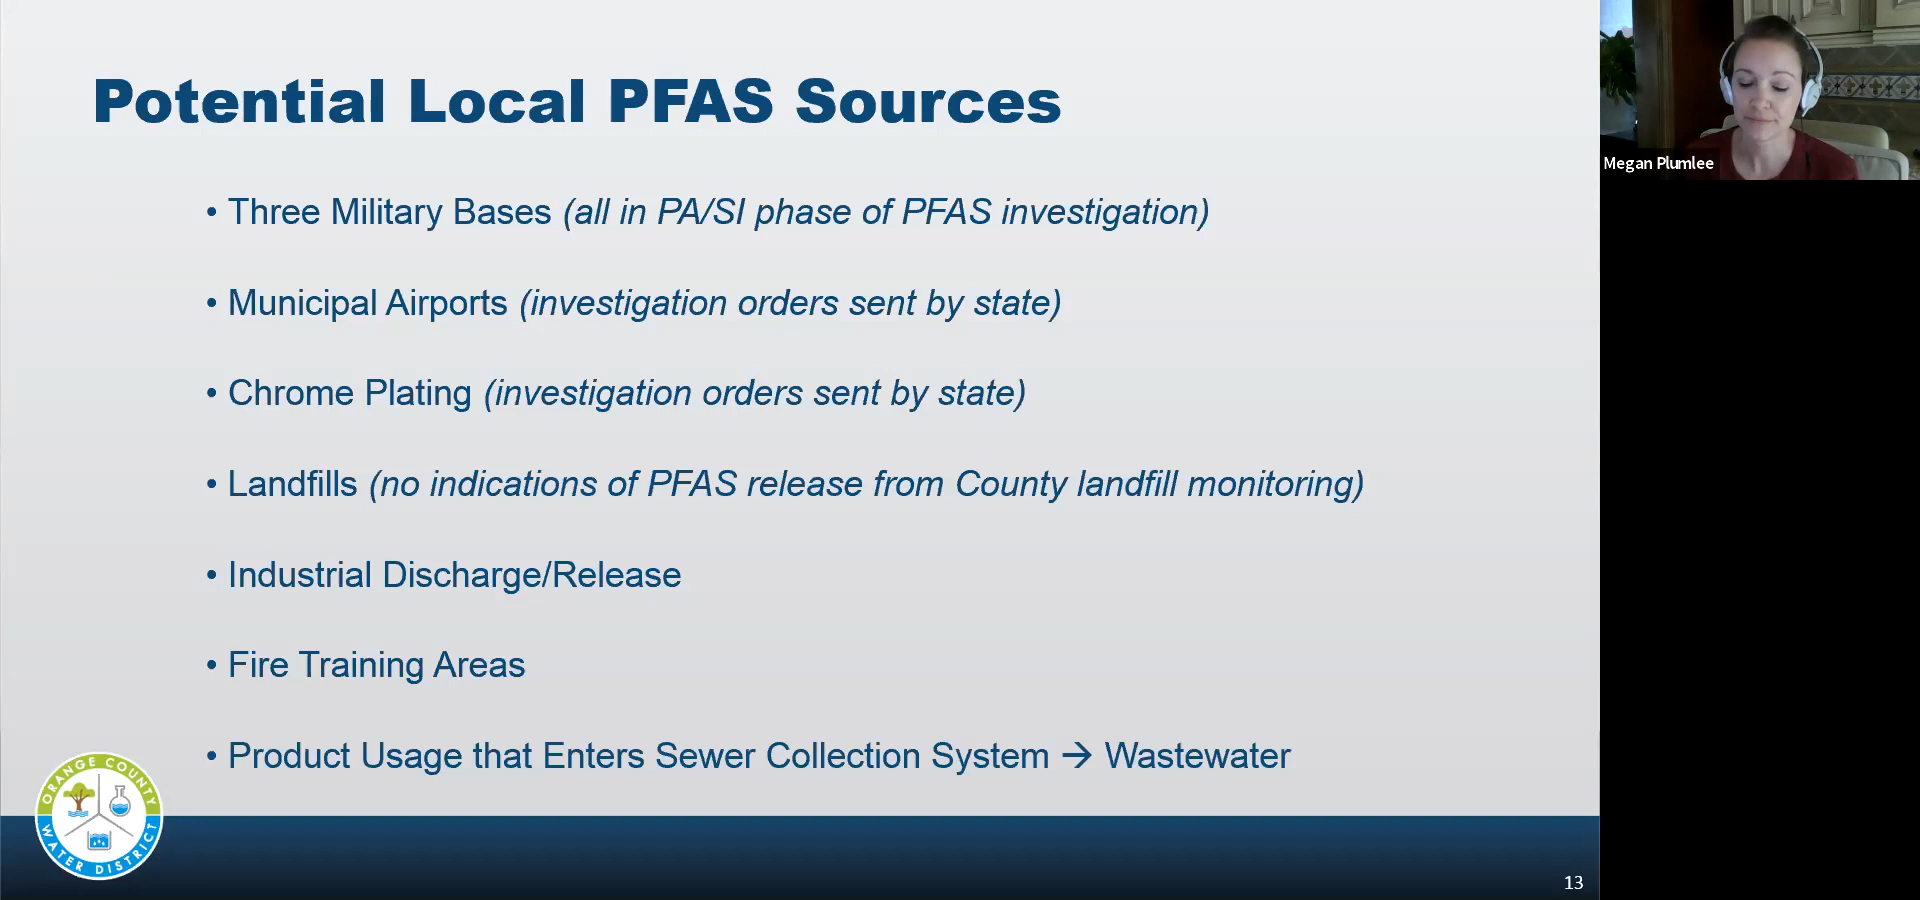 Potential Local PFAS Sources
• Three Military Bases (all in PA/SI phase of PFAS investigation)
• Municipal Airports (investigation orders sent by state)
• Chrome Plating (investigation orders sent by state)
• Landfills (no indications of PFAS release from County landfill monitoring)
• Industrial Discharge/Release
• Fire Training Areas
• Product Usage that Enters Sewer Collection System → Wastewater
ORANGE COUNTY
WATER DISTRICT
13
Megan Plumlee